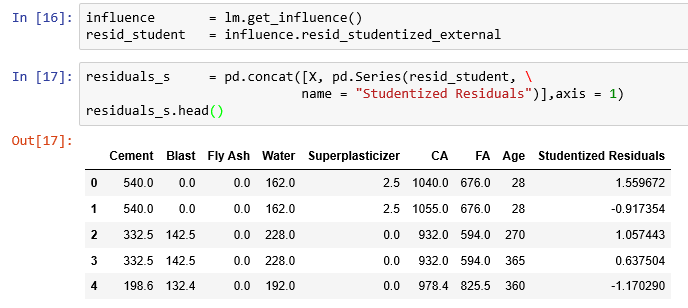 In [16]: influence = lm.get_influence()
resid_student = influence.resid_studentized_external
In [17]: residuals_s = pd.concat([X, pd.Series(resid_student, \
name = "Studentized Residuals")],axis = 1)
residuals_s.head()
Out[17]:
Cement Blast Fly Ash Water Superplasticizer CA FA Age Studentized Residuals
0 540.0 0.0 0.0 162.0 2.5 1040.0 676.0 28 1.559672
1 540.0 0.0 0.0 162.0 2.5 1055.0 676.0 28 -0.917354
2 332.5 142.5 0.0 228.0 0.0 932.0 594.0 270 1.057443
3 332.5 142.5 0.0 228.0 0.0 932.0 594.0 365 0.637504
4 198.6 132.4 0.0 192.0 0.0 978.4 825.5 360 -1.170290